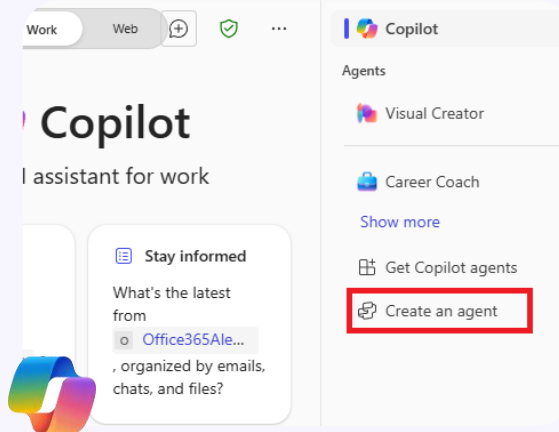 Work
Web
Copilot
assistant for work
Stay informed
What's the latest
from
Office365Ale...
, organized by emails,
chats, and files?
Copilot
Agents
Visual Creator
Career Coach
Show more
Get Copilot agents
Create an agent